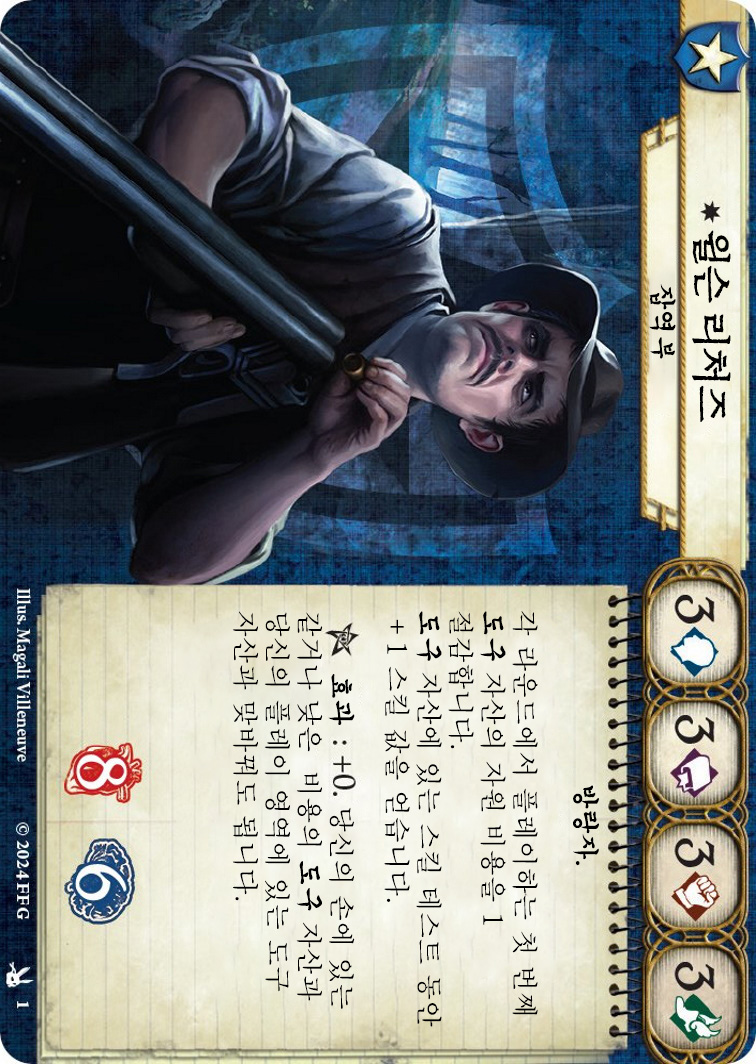 윌슨 리처즈
잡역부
3
3
3
3
방랑자.
각 라운드에서 플레이하는 첫 번째
도구 자산의 자원 비용을 1
절감합니다.
도구 자산에 있는 스킬 테스트 동안
+ 1 스킬 값을 얻습니다.
효과 : +0. 당신의 손에 있는
같거나 낮은 비용의 도구 자산과
당신의 플레이 영역에 있는 도구
자산과 맞바꿔도 됩니다.
8
6
Illus. Magali Villeneuve
© 2024 FFG
1